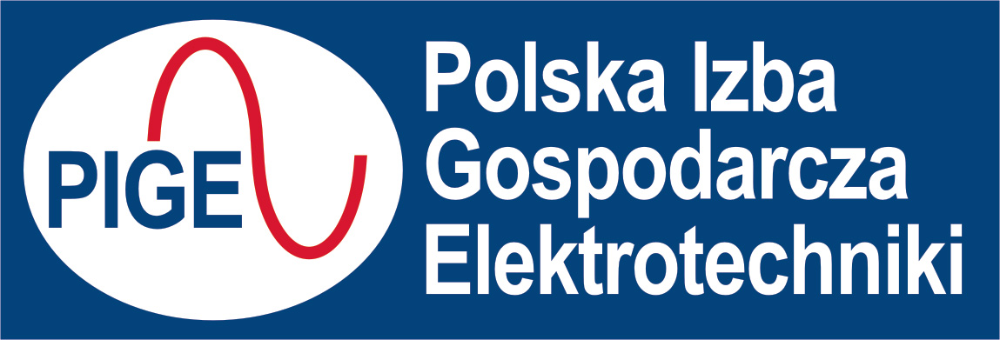 PIGE
Polska Izba
Gospodarcza
Elektrotechniki